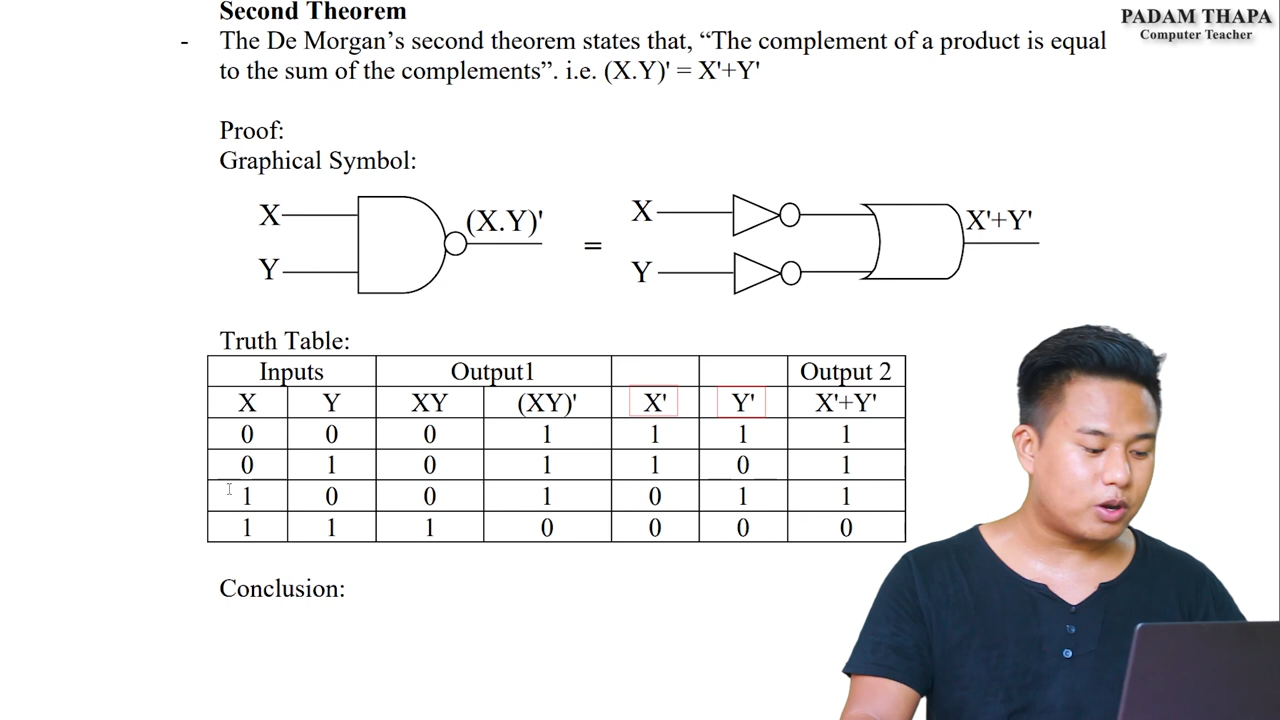 Second Theorem
PADAM THAPA
Computer Teacher
- The De Morgan’s second theorem states that, “The complement of a product is equal
to the sum of the complements”. i.e. (X.Y)' = X'+Y'
Proof:
Graphical Symbol:
X (X.Y)' X X'+Y'
=
Y Y
Truth Table:
Inputs Output1 Output 2
X Y XY (XY)' X' Y' X'+Y'
0 0 0 1 1 1 1
0 1 0 1 1 0 1
1 0 0 1 0 1 1
1 1 1 0 0 0 0
Conclusion: